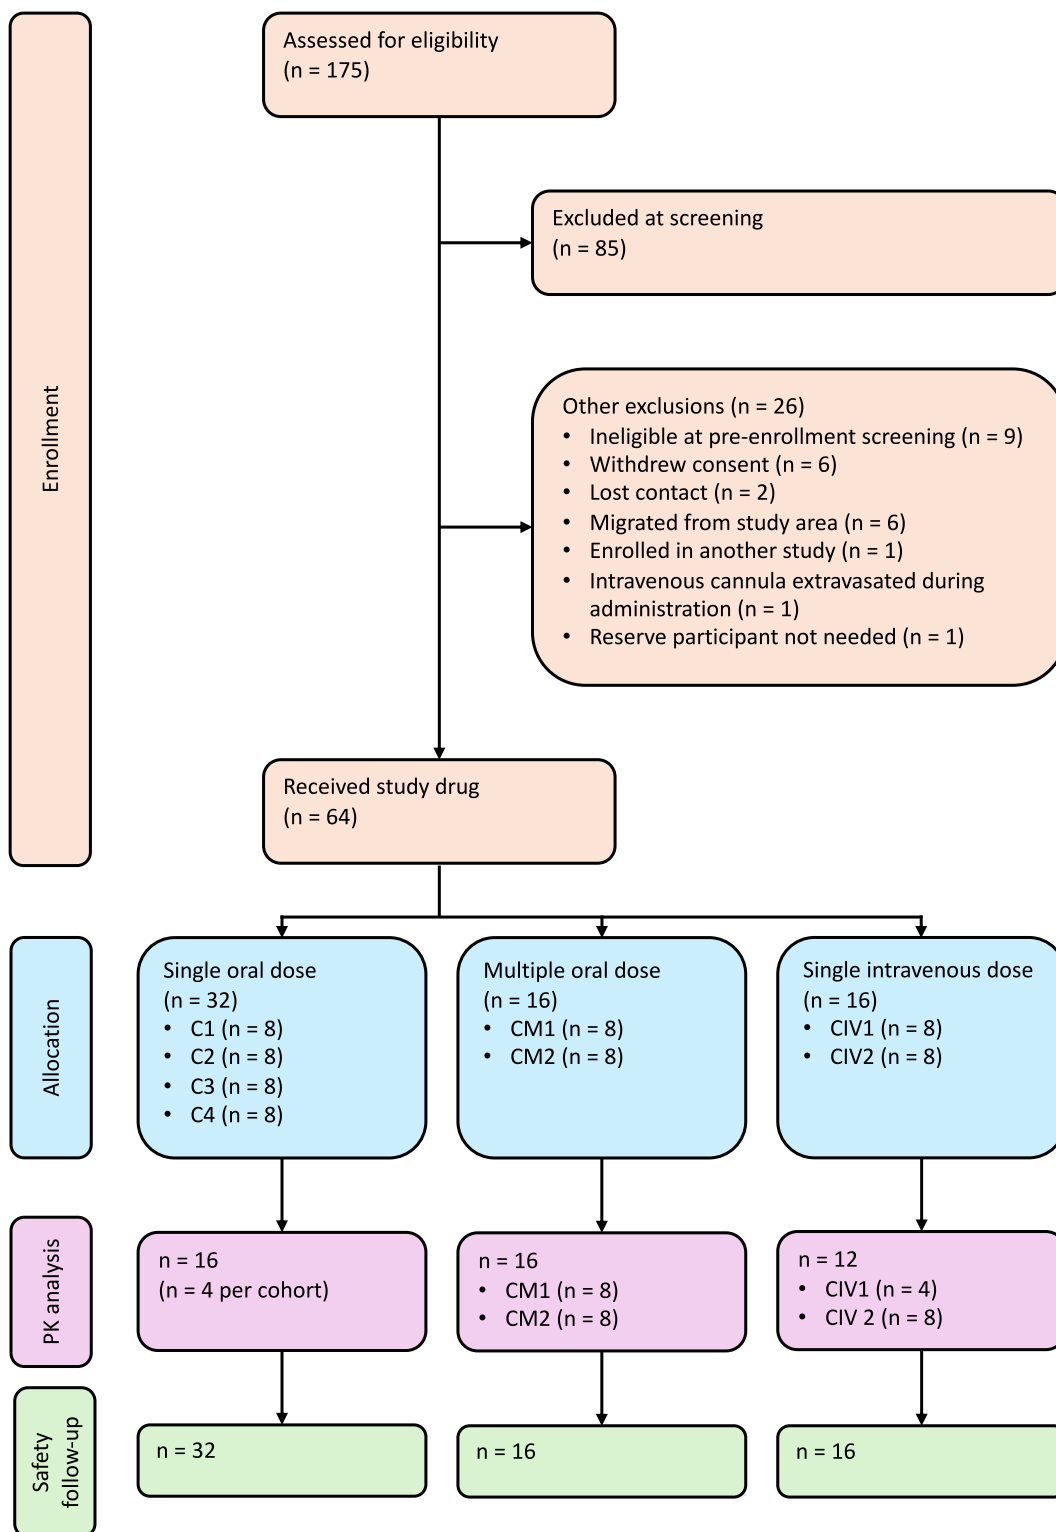 Enrollment
Assessed for eligibility
(n = 175)
Excluded at screening
(n = 85)
Other exclusions (n = 26)
• Ineligible at pre-enrollment screening (n = 9)
• Withdrew consent (n = 6)
• Lost contact (n = 2)
• Migrated from study area (n = 6)
• Enrolled in another study (n = 1)
• Intravenous cannula extravasated during
administration (n = 1)
• Reserve participant not needed (n = 1)
Received study drug
(n = 64)
Allocation
Single oral dose
(n = 32)
• C1 (n = 8)
• C2 (n = 8)
• C3 (n = 8)
• C4 (n = 8)
Multiple oral dose
(n = 16)
• CM1 (n = 8)
• CM2 (n = 8)
Single intravenous dose
(n = 16)
• CIV1 (n = 8)
• CIV2 (n = 8)
PK analysis
n = 16
(n = 4 per cohort)
n = 16
• CM1 (n = 8)
• CM2 (n = 8)
n = 12
• CIV1 (n = 4)
• CIV 2 (n = 8)
Safety
follow-up
n = 32
n = 16
n = 16